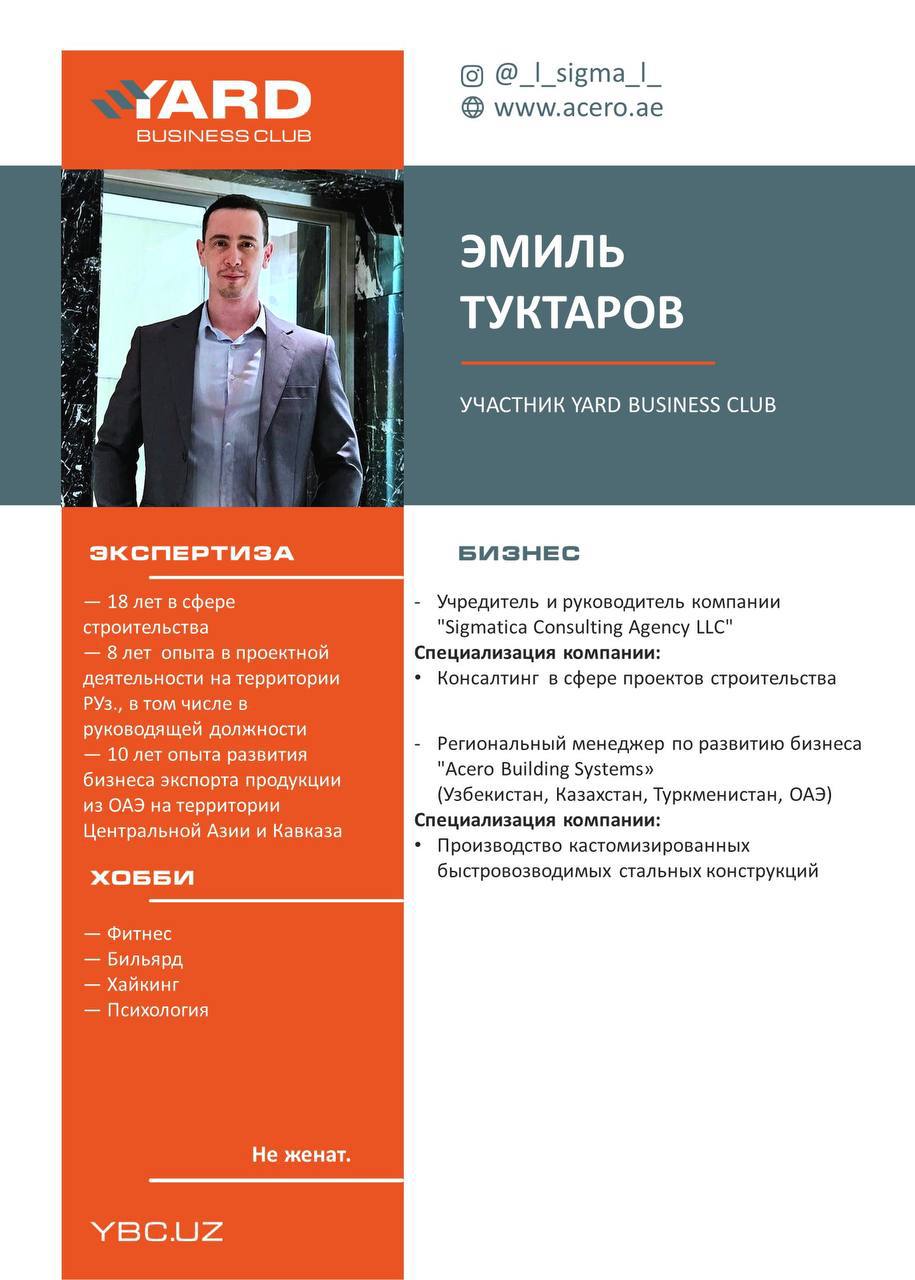 YARD
BUSINESS CLUB
@_l_sigma_l_
www.acero.ae
ЭМИЛЬ
ТУКТАРОВ
УЧАСТНИК YARD BUSINESS CLUB
ЭКСПЕРТИЗА
— 18 лет в сфере
строительства
— 8 лет опыта в проектной
деятельности на территории
РУз., в том числе в
руководящей должности
— 10 лет опыта развития
бизнеса экспорта продукции
из ОАЭ на территории
Центральной Азии и Кавказа
ХОББИ
— Фитнес
— Бильярд
— Хайкинг
— Психология
Не женат.
YBC.UZ
БИЗНЕС
- Учредитель и руководитель компании
"Sigmatica Consulting Agency LLC"
Специализация компании:
• Консалтинг в сфере проектов строительства
- Региональный менеджер по развитию бизнеса
"Acero Building Systems»
(Узбекистан, Казахстан, Туркменистан, ОАЭ)
Специализация компании:
• Производство кастомизированных
быстровозводимых стальных конструкций